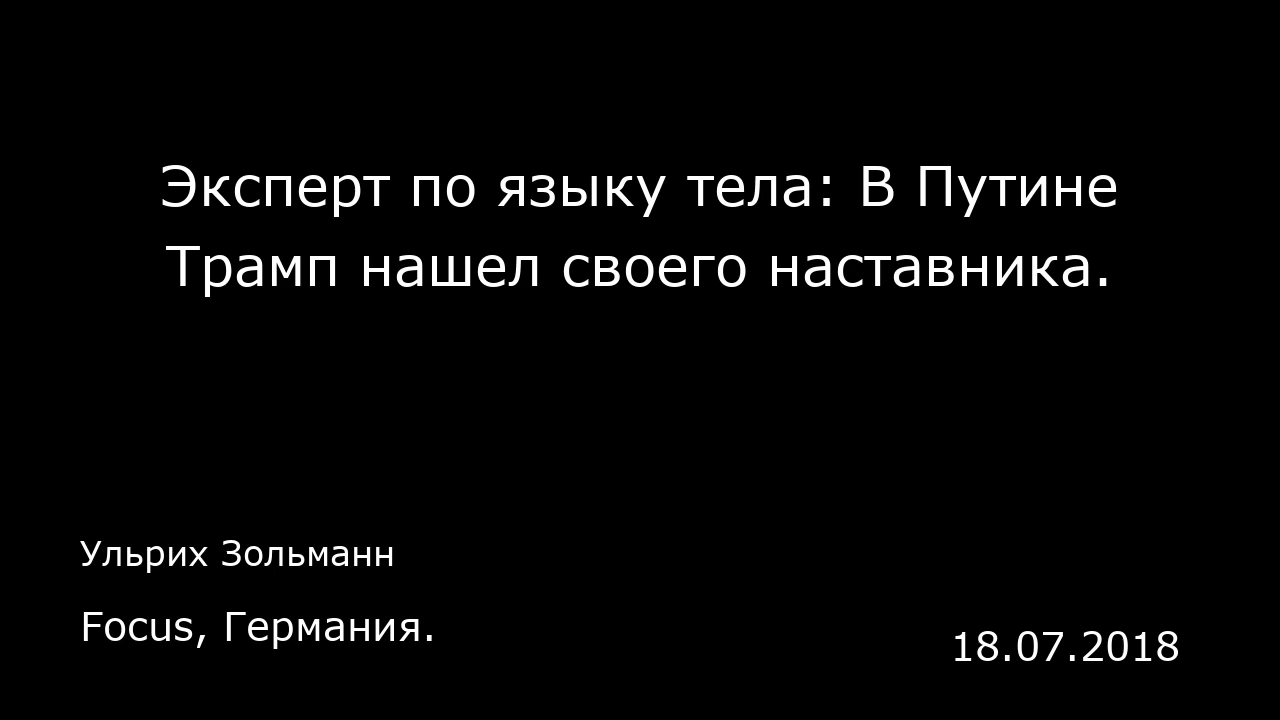 Эксперт по языку тела: В Путине
Трамп нашел своего наставника.
Ульрих Зольманн
Focus, Германия.
18.07.2018